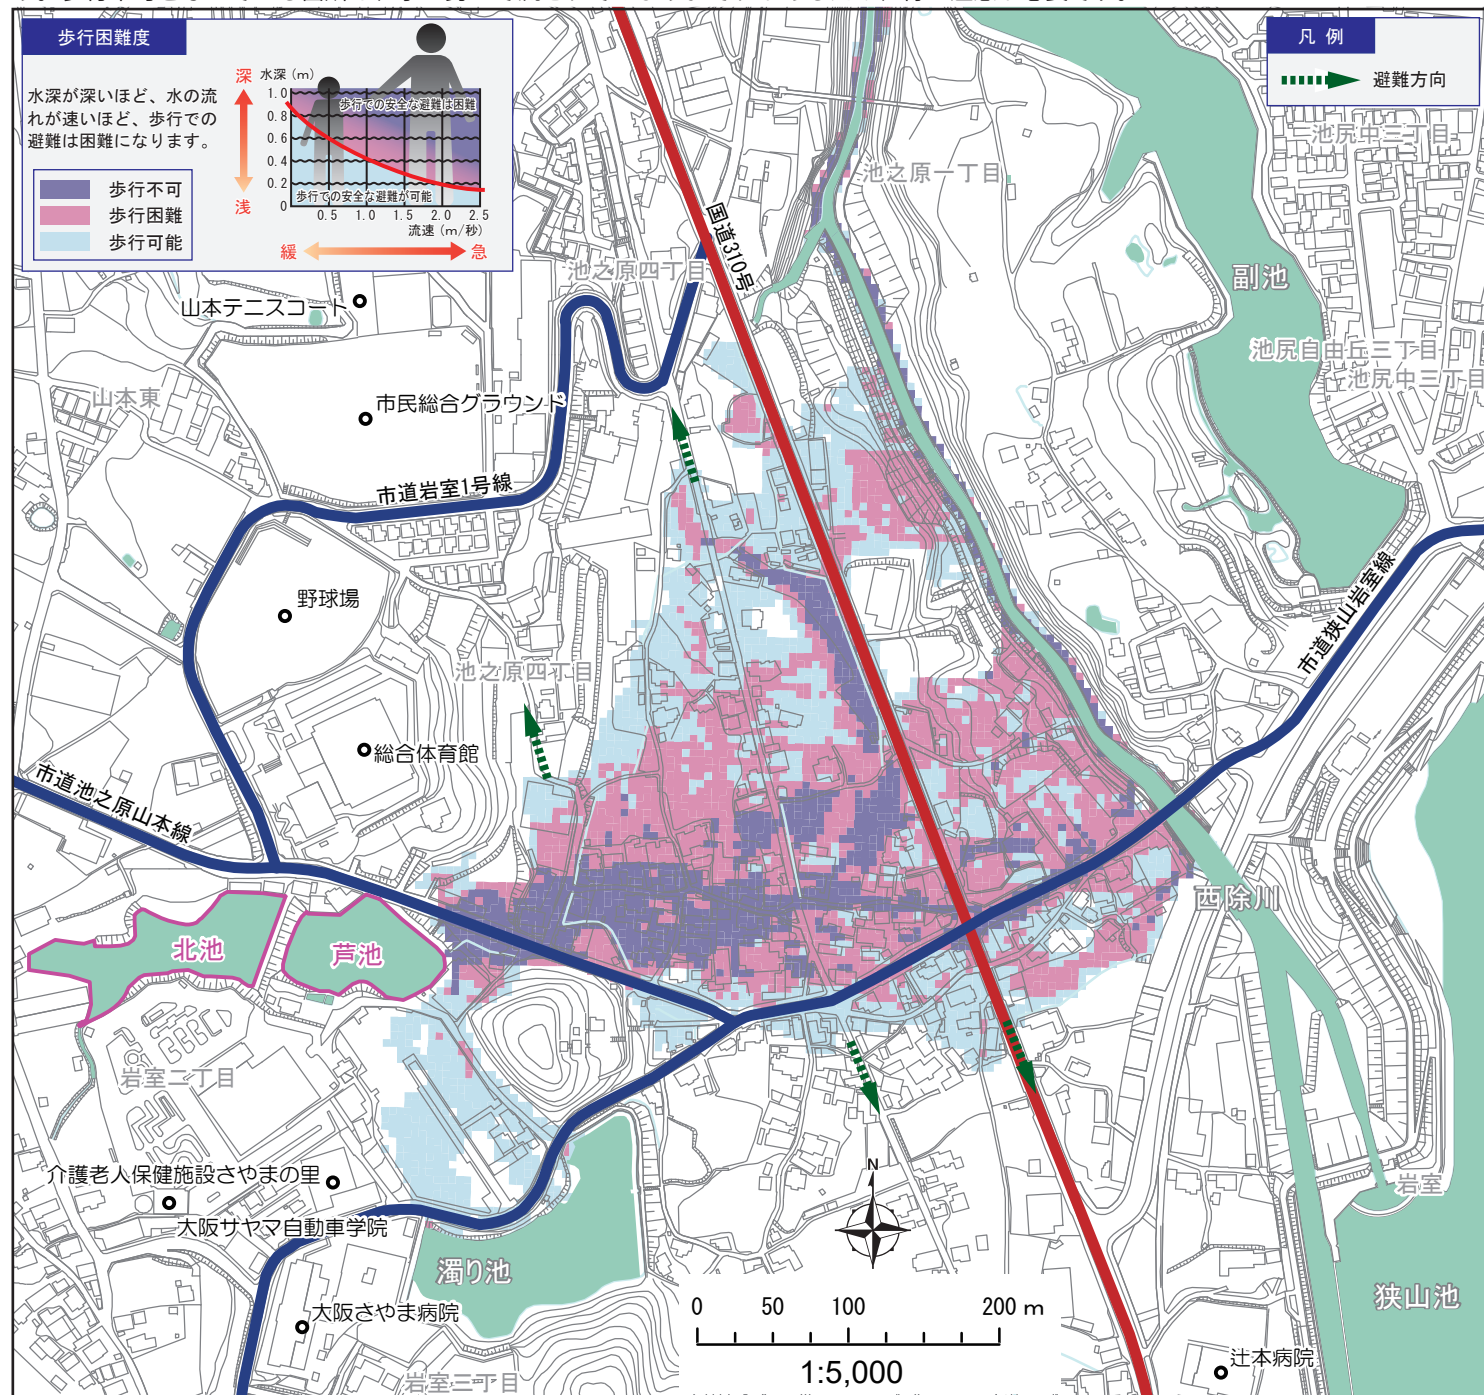 歩行困難度
水深が深いほど、水の流
れが速いほど、歩行での
避難は困難になります。
歩行不可
歩行困難
歩行可能
深
浅
水深 (m)
1.0
0.8
0.6
0.4
0.2
0
歩行での安全な避難は困難
歩行での安全な避難が可能
0.5 1.0 1.5 2.0 2.5
流速 (m/秒)
緩
急
凡 例
避難方向
池尻中三丁目
池之原一丁目
国道310号
池之原四丁目
副池
山本テニスコート
池尻自由丘三丁目
池尻中三丁目
山本東
市民総合グラウンド
市道岩室1号線
市道狭山岩室線
野球場
池之原四丁目
総合体育館
市道池之原山本線
西除川
北池
芦池
岩室二丁目
介護老人保健施設さやまの里
岩室
大阪サヤマ自動車学院
濁り池
N
狭山池
大阪さやま病院
0 50 100 200 m
1:5,000
辻本病院
岩室二丁目